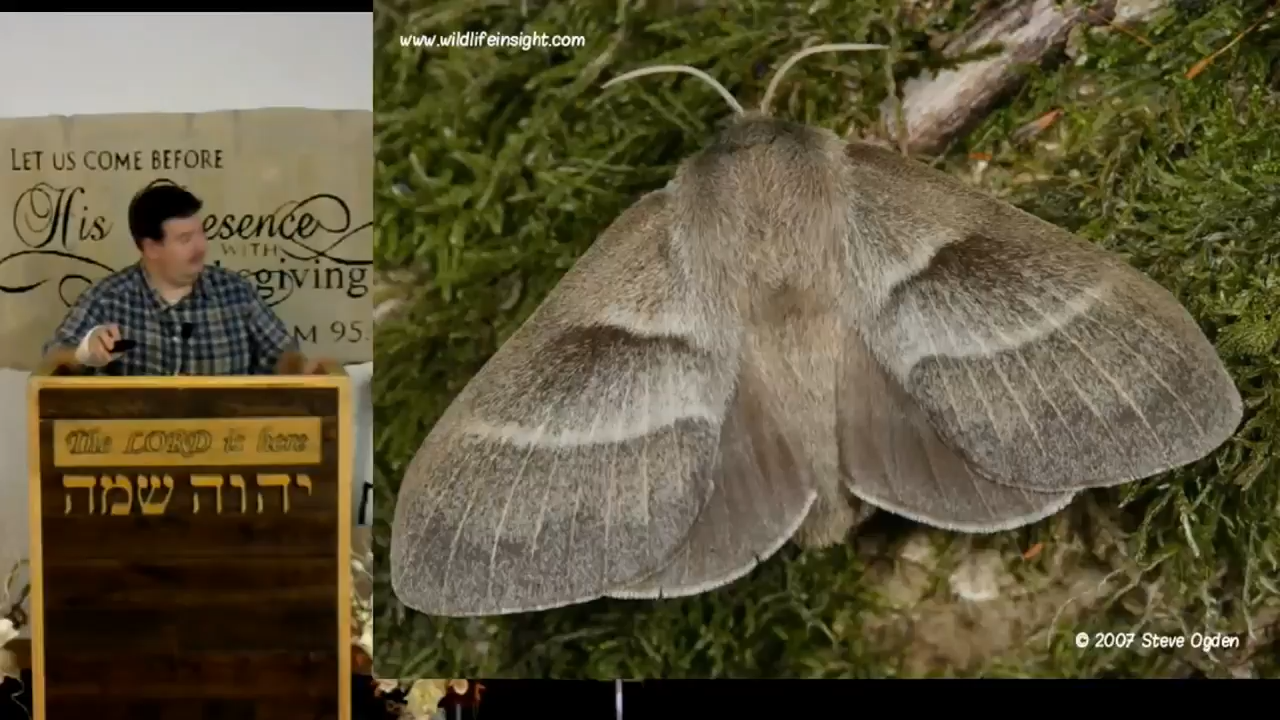 www.wildlifeinsight.com
LET US COME BEFORE
His Presence
WITH
giving
M 95
The LORD is here
יהוה שמה
© 2007 Steve Ogden